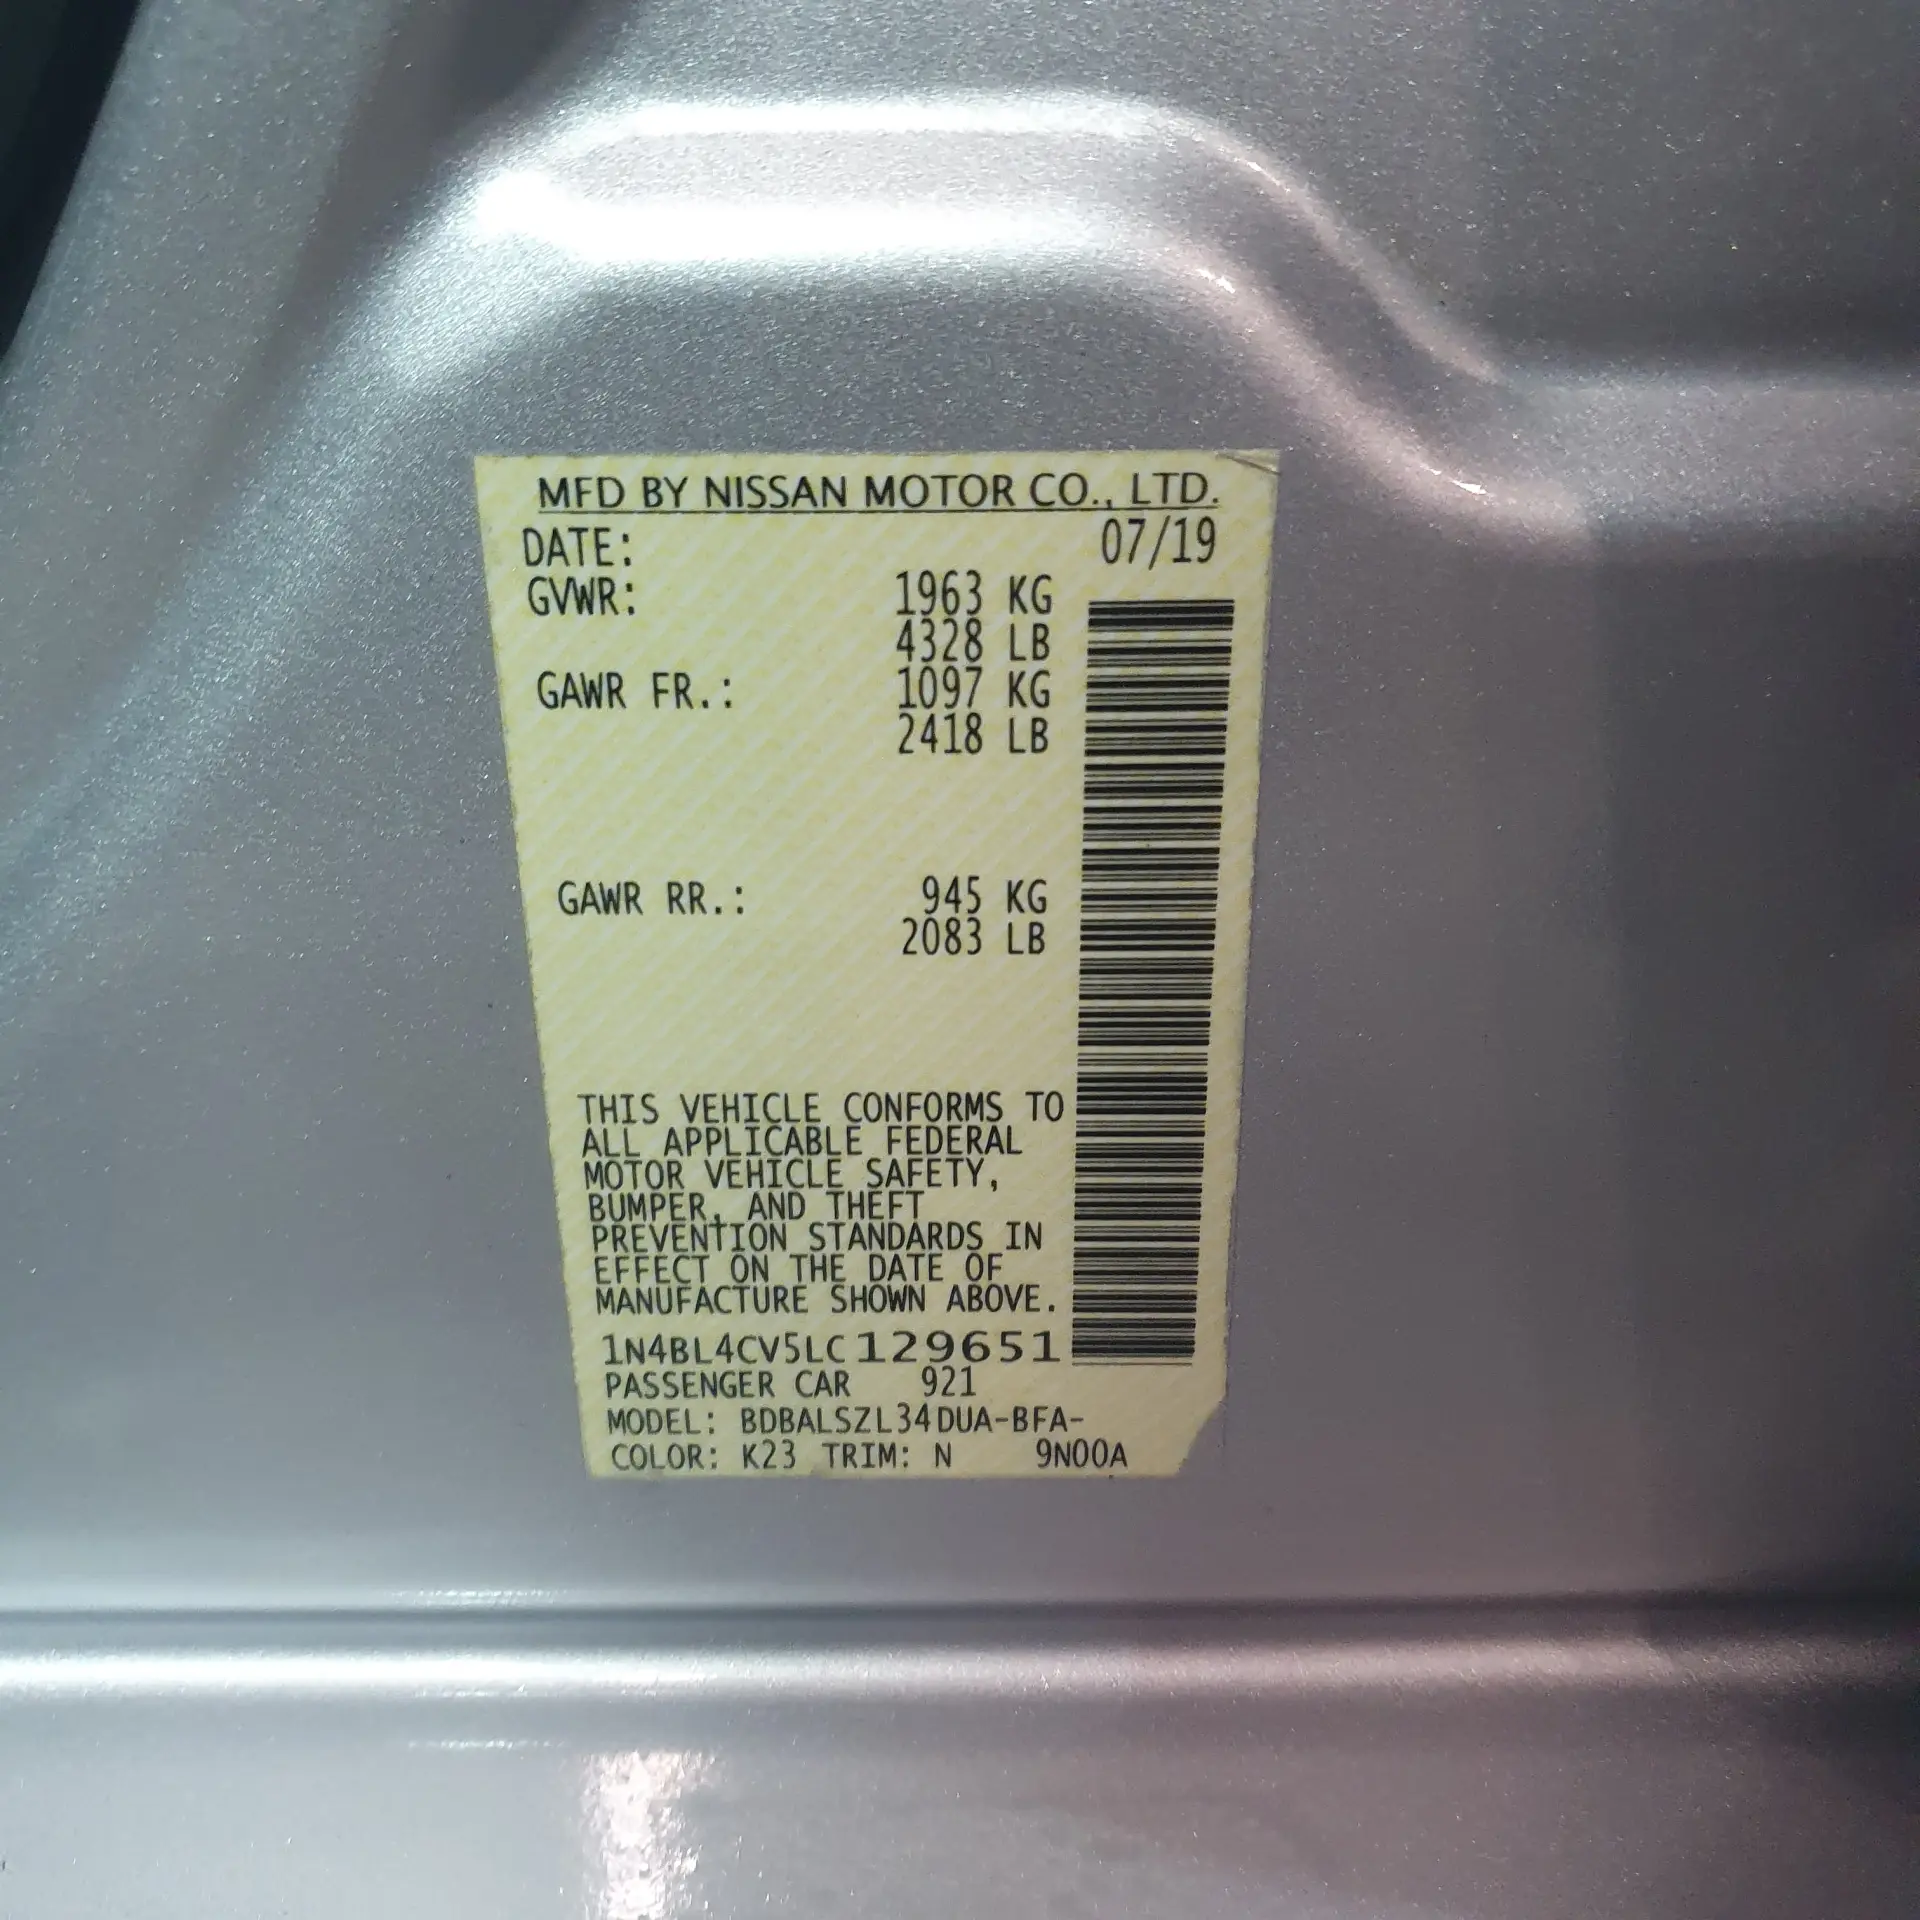 MFD BY NISSAN MOTOR CO., LTD.
DATE: 07/19
GVWR: 1963 KG
4328 LB
GAWR FR.: 1097 KG
2418 LB
GAWR RR.: 945 KG
2083 LB
THIS VEHICLE CONFORMS TO
ALL APPLICABLE FEDERAL
MOTOR VEHICLE SAFETY,
BUMPER, AND THEFT
PREVENTION STANDARDS IN
EFFECT ON THE DATE OF
MANUFACTURE SHOWN ABOVE.
1N4BL4CV5LC129651
PASSENGER CAR 921
MODEL: BDBALSZL34DUA-BFA-
COLOR: K23 TRIM: N 9N00A